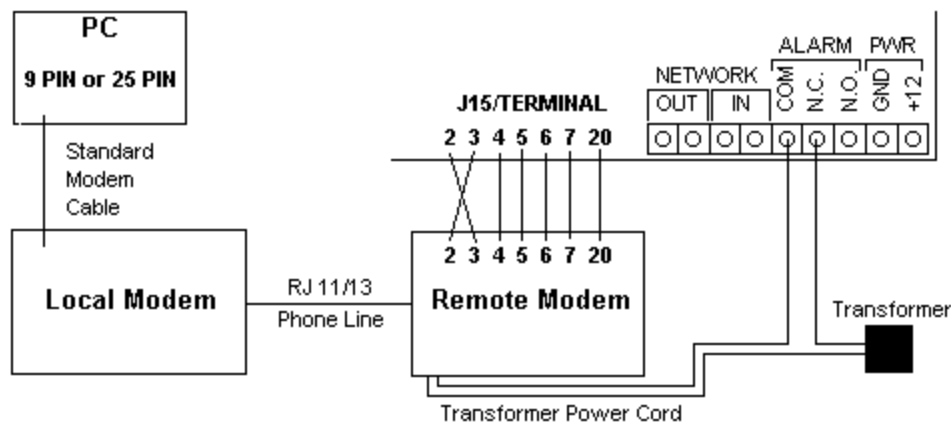 PC
9 PIN or 25 PIN
ALARM PWR
NETWORK
OUT IN COM N.C. N.O. GND +12
J15/TERMINAL
2 3 4 5 6 7 20
Standard
Modem
Cable
2 3 4 5 6 7 20
Local Modem
RJ 11/13
Phone Line
Remote Modem
Transformer
Transformer Power Cord